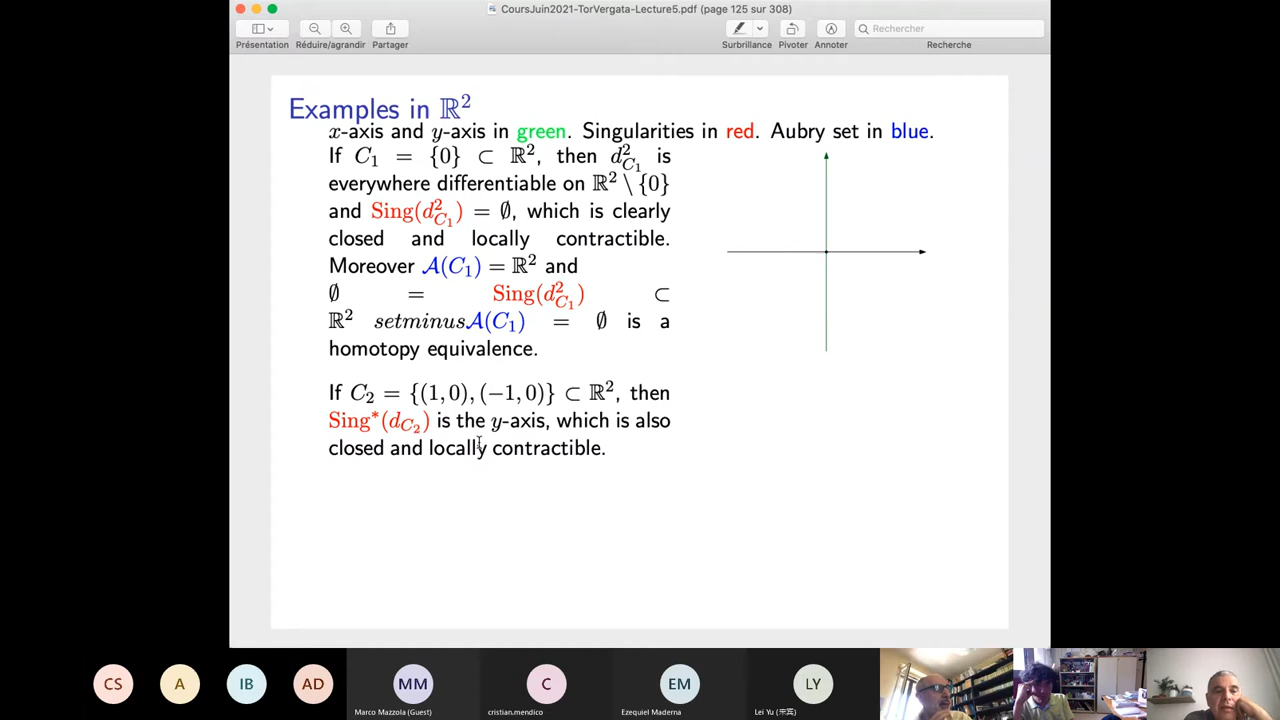 CoursJuin2021-TorVergata-Lecture5.pdf (page 125 sur 308)
Présentation Réduire/agrandir Partager Surbrillance Pivoter Annoter Rechercher Recherche
Examples in ℝ²
x-axis and y-axis in green. Singularities in red. Aubry set in blue.
If C₁ = {0} ⊂ ℝ², then d²_{C₁} is
everywhere differentiable on ℝ² \ {0}
and Sing(d²_{C₁}) = ∅, which is clearly
closed and locally contractible.
Moreover 𝒜(C₁) = ℝ² and
∅ = Sing(d²_{C₁}) ⊂
ℝ² setminus𝒜(C₁) = ∅ is a
homotopy equivalence.
If C₂ = {(1, 0), (−1, 0)} ⊂ ℝ², then
Sing*(d_{C₂}) is the y-axis, which is also
closed and locally contractible.
CS A IB AD MM C EM LY
Marco Mazzola (Guest) cristian.mendico Ezequiel Maderna Lei Yu (宋寅)